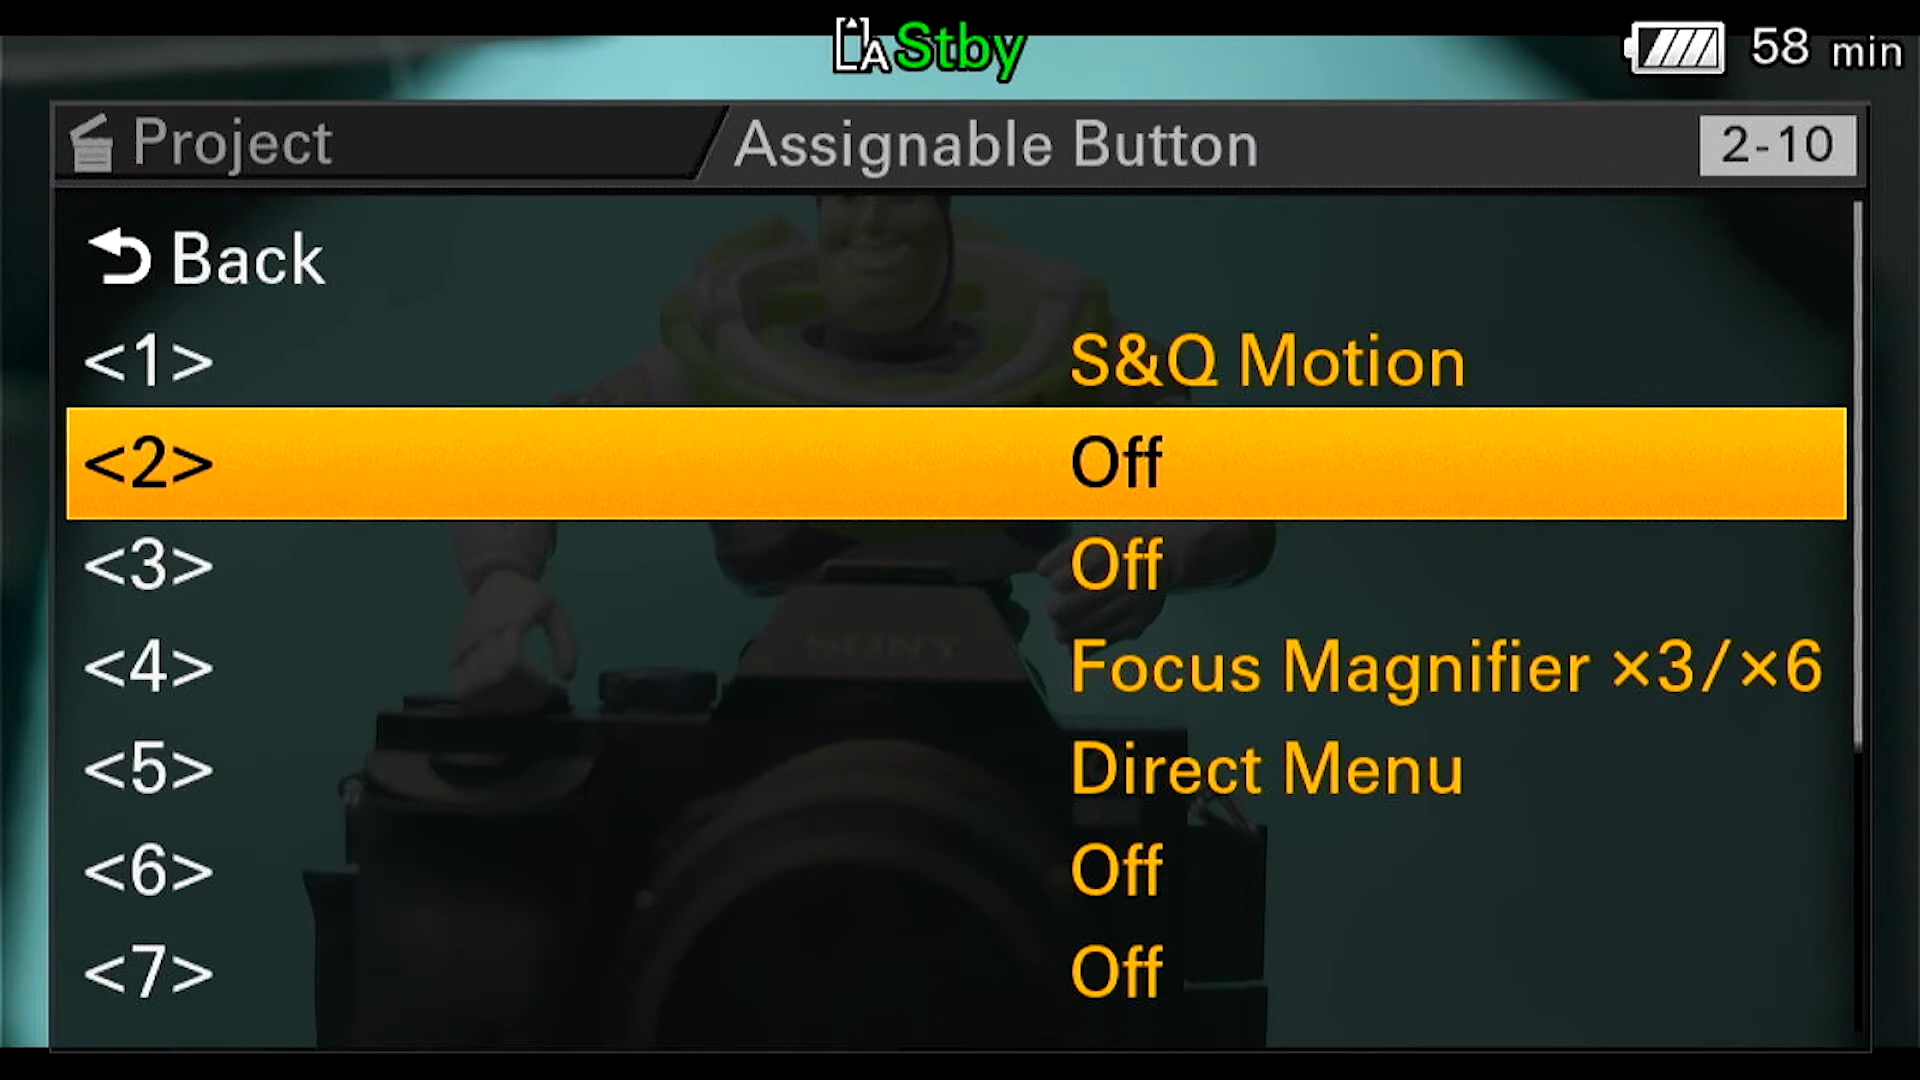 A Stby
58 min
Project
Assignable Button
2-10
Back
<1> S&Q Motion
<2> Off
<3> Off
<4> Focus Magnifier ×3/×6
<5> Direct Menu
<6> Off
<7> Off
SONY